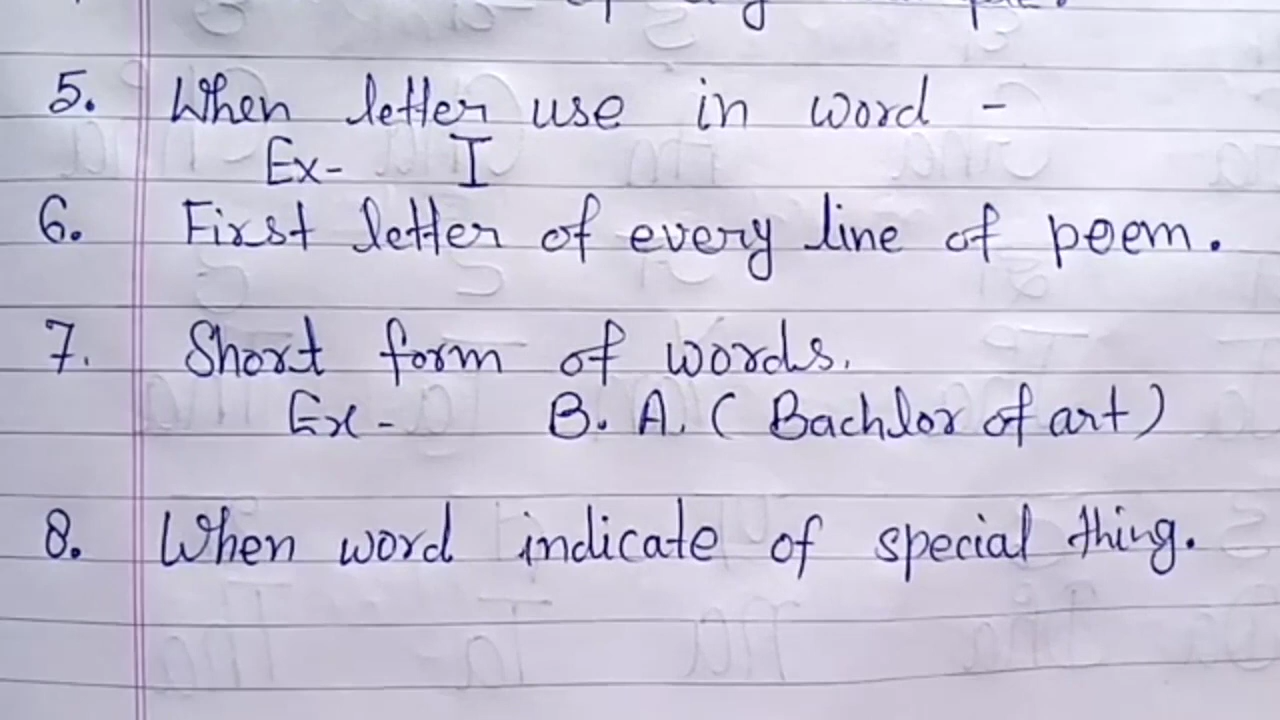 5. When letter use in word -
Ex- I
6. First letter of every line of poem.
7. Short form of words.
Ex- B. A. ( Bachlor of art)
8. When word indicate of special thing.